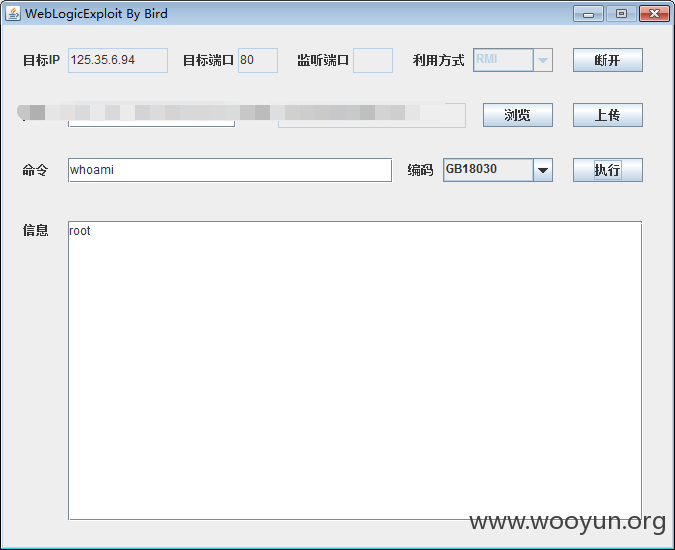 WebLogicExploit By Bird
目标IP 125.35.6.94 目标端口 80 监听端口 利用方式 RMI 断开
浏览 上传
命令 whoami 编码 GB18030 执行
信息 root
www.wooyun.org